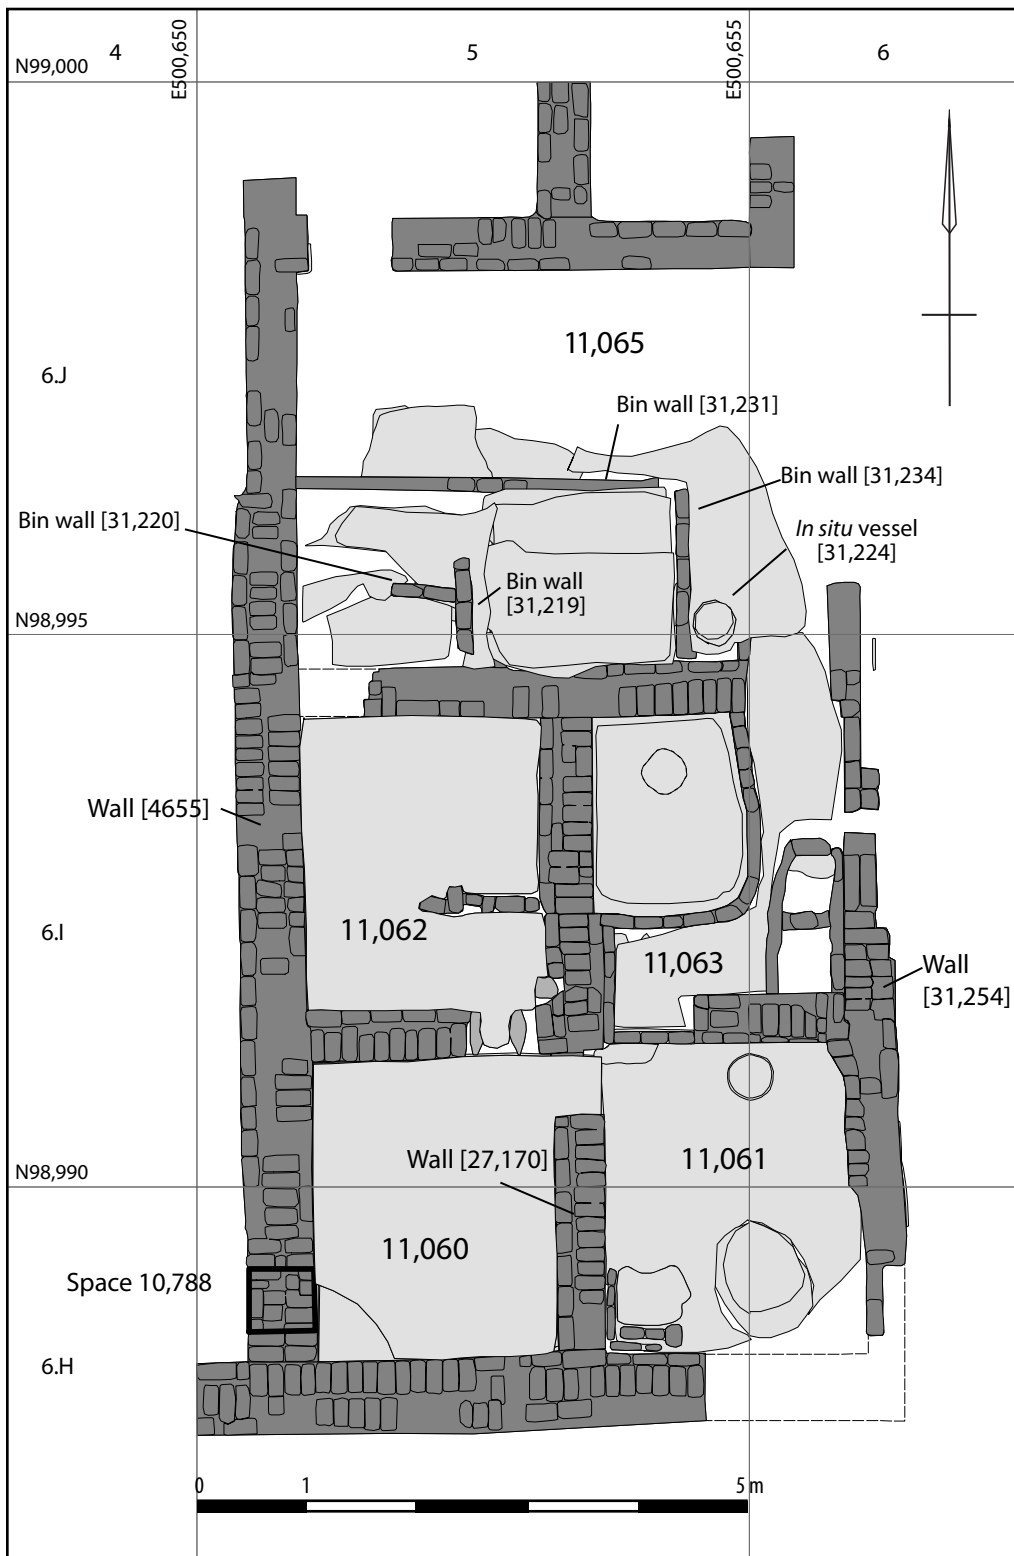 4
5
6
N99,000
E500,650
E500,655
11,065
6.J
Bin wall [31,231]
Bin wall [31,234]
Bin wall [31,220]
In situ vessel
[31,224]
Bin wall
[31,219]
N98,995
Wall [4655]
11,062
6.I
11,063
Wall
[31,254]
Wall [27,170]
11,061
N98,990
11,060
Space 10,788
6.H
0
1
5 m